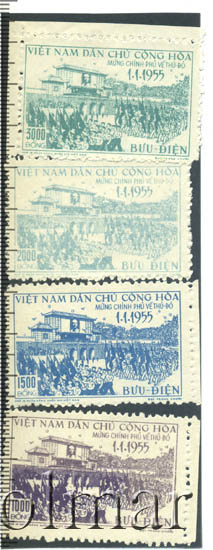 VIỆT NAM DÂN CHỦ CỘNG HÒA
MỪNG CHÍNH PHỦ VỀ THỦ ĐÔ
1·1·1955
3000
ĐỒNG
BƯU-ĐIỆN
VIỆT NAM DÂN CHỦ CỘNG HÒA
MỪNG CHÍNH PHỦ VỀ THỦ ĐÔ
1·1·1955
2000
ĐỒNG
BƯU-ĐIỆN
VIỆT NAM DÂN CHỦ CỘNG HÒA
MỪNG CHÍNH PHỦ VỀ THỦ ĐÔ
1·1·1955
1500
ĐỒNG
BƯU-ĐIỆN
VIỆT NAM DÂN CHỦ CỘNG HÒA
MỪNG CHÍNH PHỦ VỀ THỦ ĐÔ
1·1·1955
1000
ĐỒNG